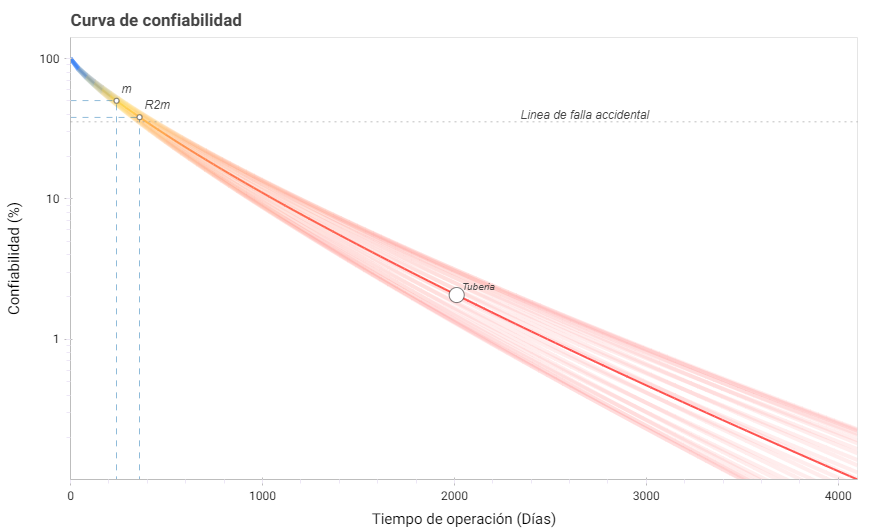 Curva de confiabilidad
100
m
R2m
Linea de falla accidental
10
Confiabilidad (%)
Tuberia
1
0
1000
2000
3000
4000
Tiempo de operación (Días)